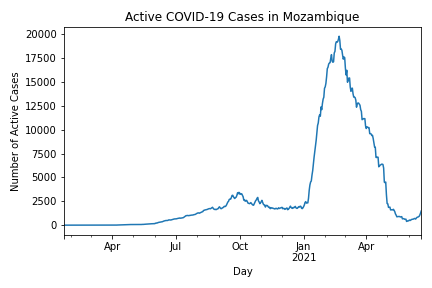 Active COVID-19 Cases in Mozambique
Number of Active Cases
20000
17500
15000
12500
10000
7500
5000
2500
0
Apr Jul Oct Jan Apr
2021
Day